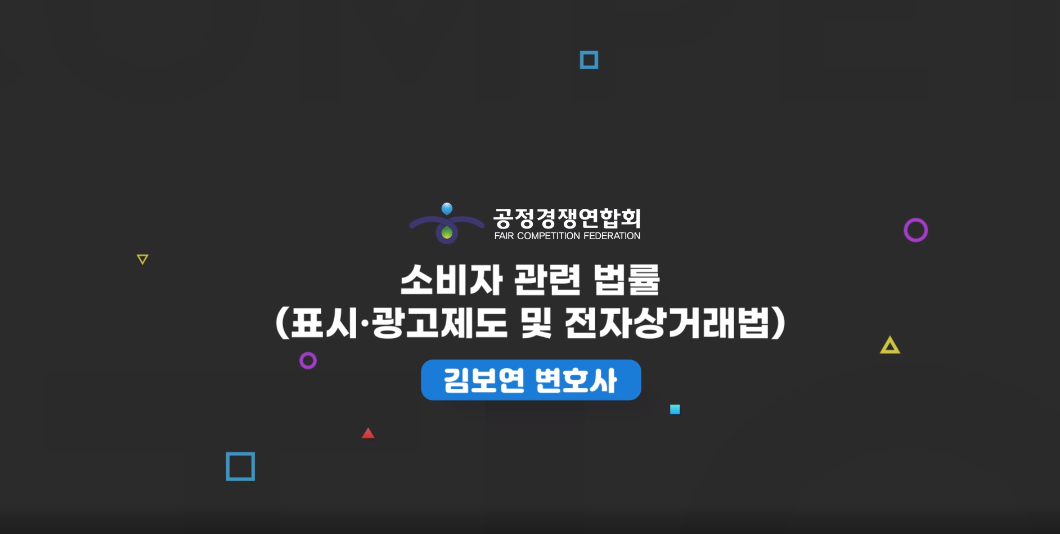 공정경쟁연합회
FAIR COMPETITION FEDERATION
소비자 관련 법률
(표시·광고제도 및 전자상거래법)
김보연 변호사